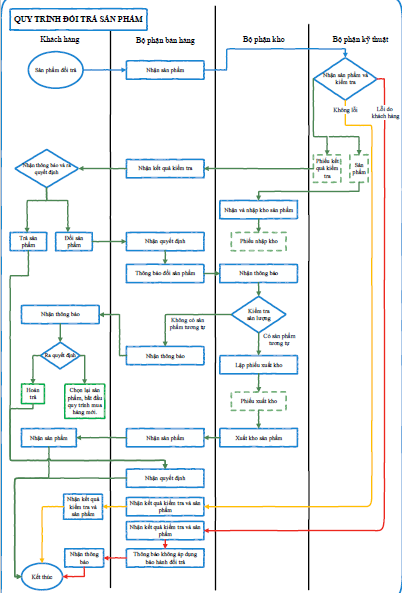 QUY TRÌNH ĐỔI TRẢ SẢN PHẨM
Khách hàng
Bộ phận bán hàng
Bộ phận kho
Bộ phận kỹ thuật
Sản phẩm đổi trả
Nhận sản phẩm
Nhận sản phẩm và
kiểm tra
Không lỗi
Lỗi do
khách hàng
Nhận thông báo và ra
quyết định
Nhận kết quả kiểm tra
Phiếu kết
quả kiểm
tra
Sản
phẩm
Nhận và nhập kho sản phẩm
Phiếu nhập kho
Trả sản
phẩm
Đổi sản
phẩm
Nhận quyết định
Thông báo đổi sản phẩm
Nhận thông báo
Kiểm tra
sản lượng
Không có sản
phẩm tương tự
Có sản phẩm
tương tự
Nhận thông báo
Nhận thông báo
Ra quyết định
Lập phiếu xuất kho
Hoàn
trả
Chọn lại sản
phẩm, bắt đầu
quy trình mua
hàng mới.
Phiếu xuất kho
Nhận sản phẩm
Nhận sản phẩm
Xuất kho sản phẩm
Nhận quyết định
Nhận kết quả
kiểm tra và
sản phẩm
Nhận kết quả kiểm tra và sản
phẩm
Nhận kết quả kiểm tra và sản
phẩm
Nhận thông
báo
Thông báo không áp dụng
bảo hành đổi trả
Kết thúc